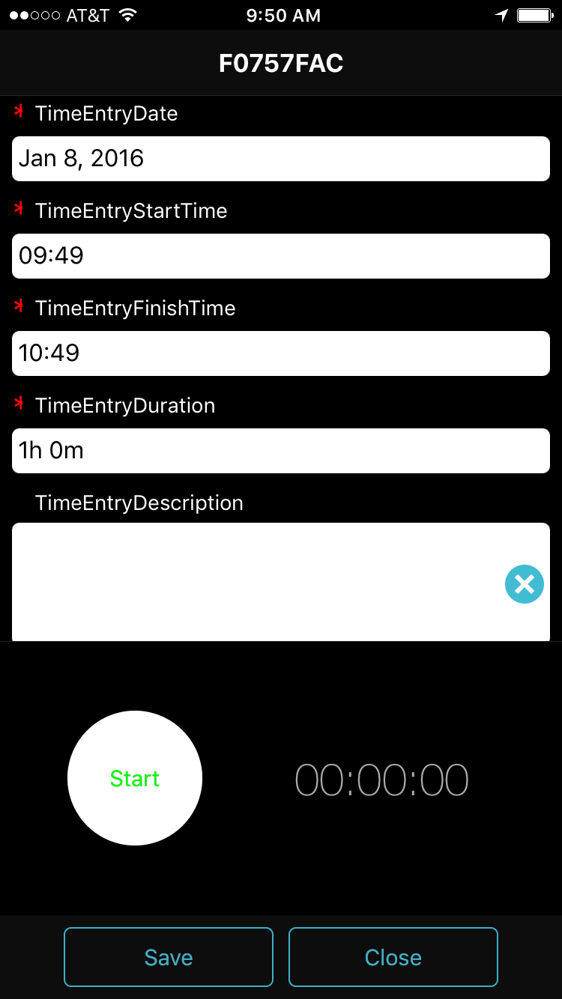 AT&T 9:50 AM
F0757FAC
* TimeEntryDate
Jan 8, 2016
* TimeEntryStartTime
09:49
* TimeEntryFinishTime
10:49
* TimeEntryDuration
1h 0m
TimeEntryDescription
Start 00:00:00
Save Close